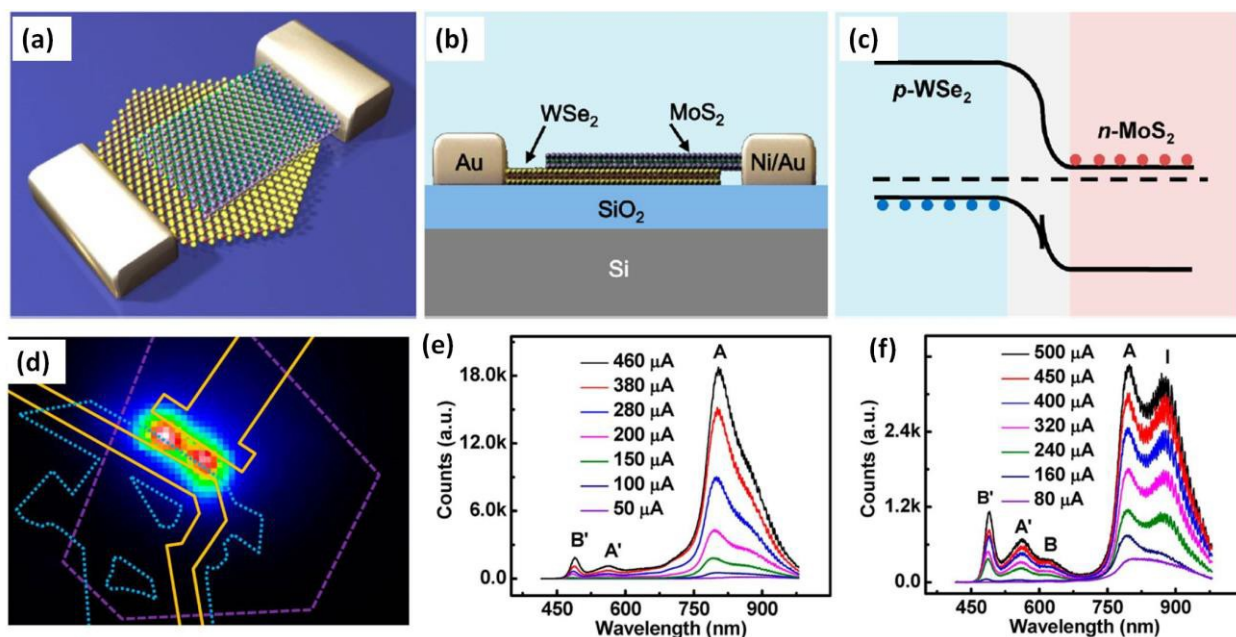 (a)
(b)
WSe2
MoS2
Au
Ni/Au
SiO2
Si
(c)
p-WSe2
n-MoS2
(d)
(e)
Counts (a.u.)
18.0k
12.0k
6.0k
0.0
460 μA
380 μA
280 μA
200 μA
150 μA
100 μA
50 μA
A
B'
A'
450 600 750 900
Wavelength (nm)
(f)
Counts (a.u.)
2.4k
1.2k
0.0
500 μA
450 μA
400 μA
320 μA
240 μA
160 μA
80 μA
A
I
B'
A'
B
450 600 750 900
Wavelength (nm)